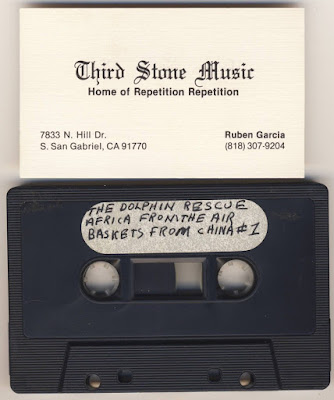 Third Stone Music
Home of Repetition Repetition
7833 N. Hill Dr.
S. San Gabriel, CA 91770
Ruben Garcia
(818) 307-9204
THE DOLPHIN RESCUE
AFRICA FROM THE AIR
BASKETS FROM CHINA #1